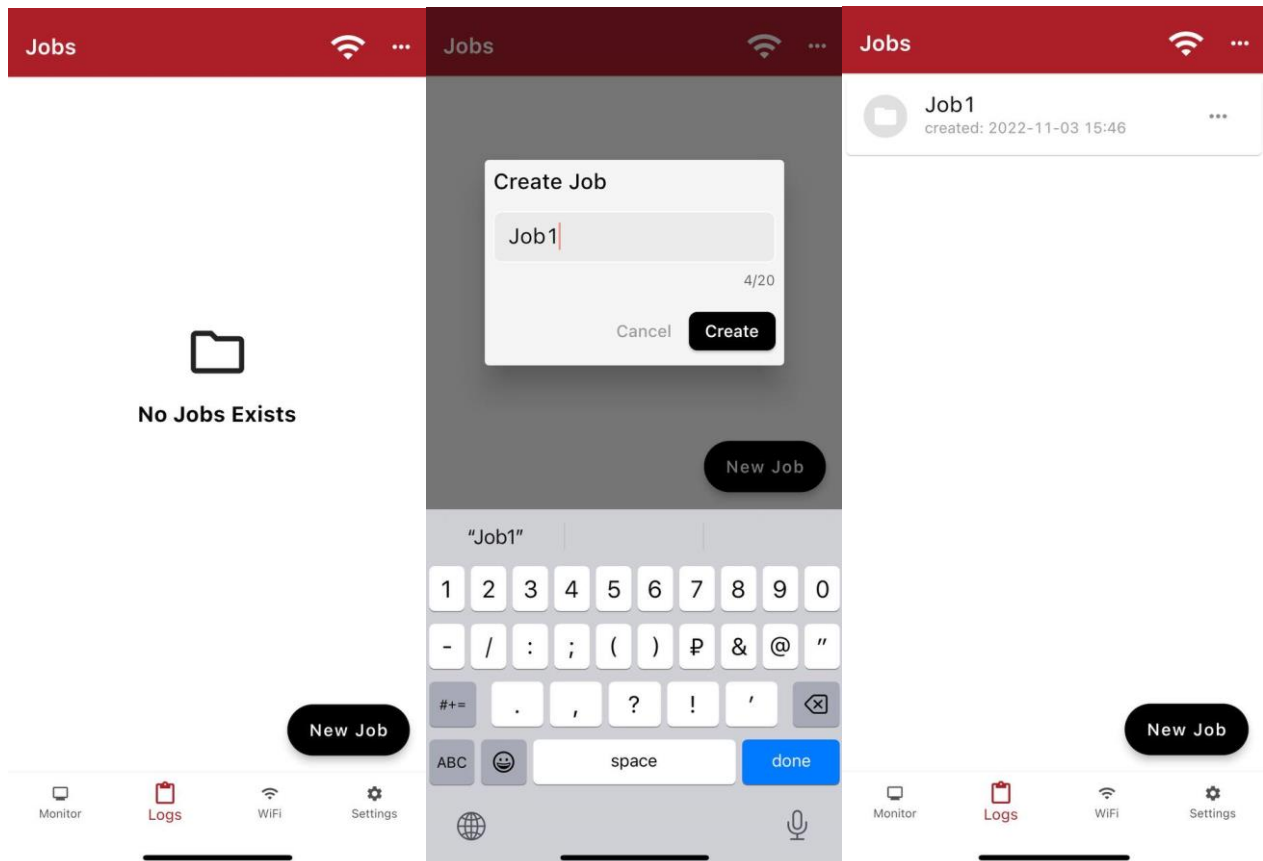 Jobs
No Jobs Exists
New Job
Monitor
Logs
WiFi
Settings
Jobs
Create Job
Job1
4/20
Cancel Create
New Job
“Job1”
1 2 3 4 5 6 7 8 9 0
- / : ; ( ) ₽ & @ "
#+= . , ? ! '
ABC space done
Jobs
Job1
created: 2022-11-03 15:46
New Job
Monitor
Logs
WiFi
Settings